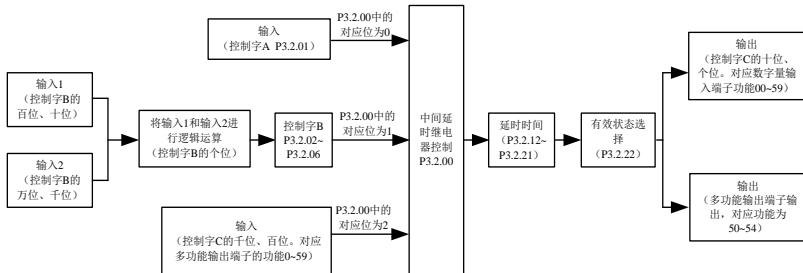 输入
（控制字A P3.2.01）
P3.2.00中的
对应位为0
输入1
（控制字B的
百位、十位）
输入2
（控制字B的
万位、千位）
将输入1和输入2进
行逻辑运算
（控制字B的个位）
控制字B
P3.2.02~
P3.2.06
P3.2.00中的
对应位为1
输入
（控制字C的千位、百位。对应
多功能输出端子的功能0~59）
P3.2.00中的
对应位为2
中间延
时继电
器控制
P3.2.00
延时时间
（P3.2.12~
P3.2.21）
有效状态选
择
（P3.2.22）
输出
（控制字C的十位、
个位。对应数字量输
入端子功能00~59）
输出
（多功能输出端子输
出，对应功能为
50~54）